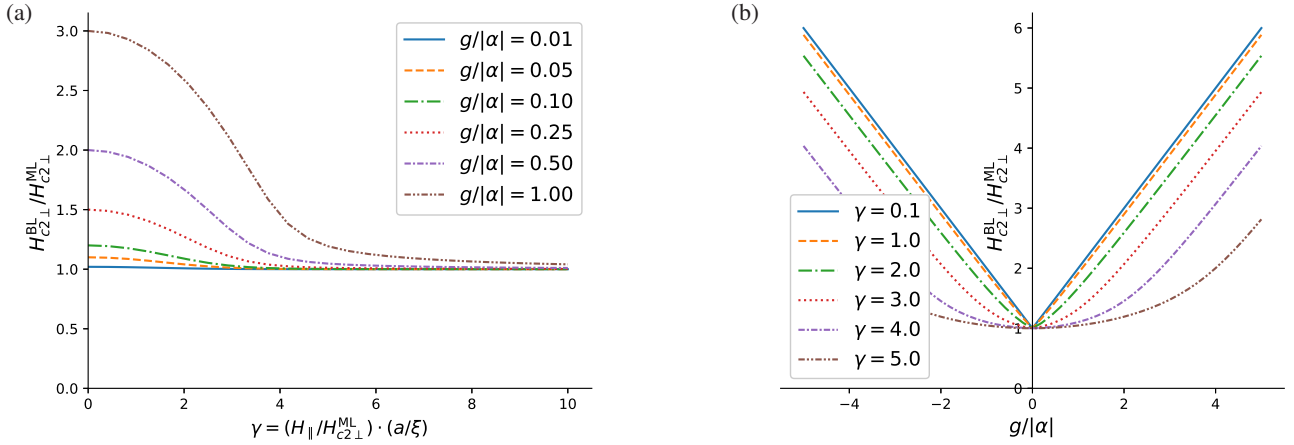 (a)
3.0
2.5
2.0
1.5
1.0
0.5
0.0
H_{c2⊥}^{BL}/H_{c2⊥}^{ML}
g/|α| = 0.01
g/|α| = 0.05
g/|α| = 0.10
g/|α| = 0.25
g/|α| = 0.50
g/|α| = 1.00
0 2 4 6 8 10
γ = (H_∥/H_{c2⊥}^{ML}) · (a/ξ)
(b)
6
5
4
3
2
1
0
H_{c2⊥}^{BL}/H_{c2⊥}^{ML}
γ = 0.1
γ = 1.0
γ = 2.0
γ = 3.0
γ = 4.0
γ = 5.0
−4 −2 0 2 4
g/|α|